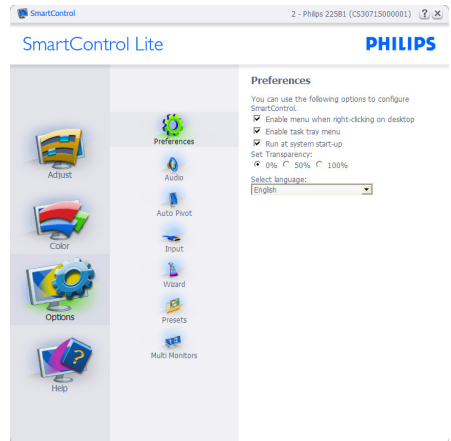 SmartControl
2 - Philips 225B1 (CS30715000001)
?
SmartControl Lite
PHILIPS
Adjust
Color
Options
Help
Preferences
Audio
Auto Pivot
Input
Wizard
Presets
Multi Monitors
Preferences
You can use the following options to configure
SmartControl.
Enable menu when right-clicking on desktop
Enable task tray menu
Run at system start-up
Set Transparency:
0% 50% 100%
Select language:
English